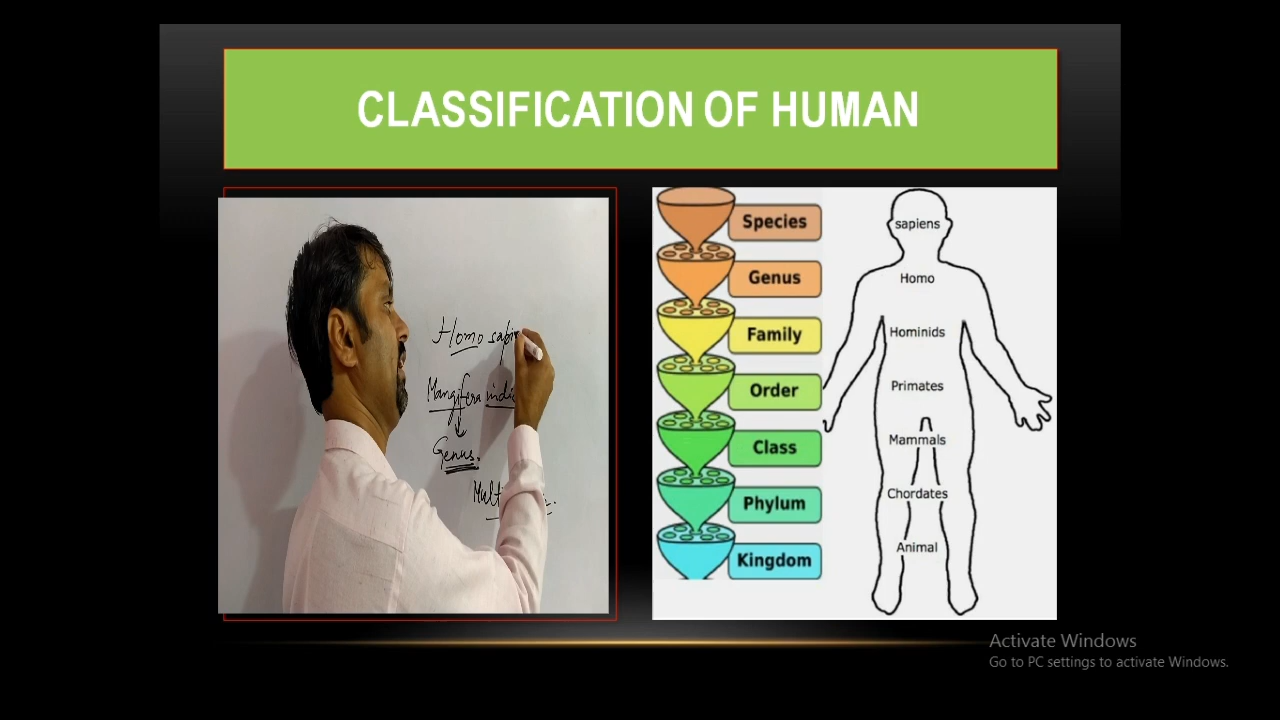 CLASSIFICATION OF HUMAN
Homo
Mangifera
Genus.
Species
Genus
Family
Order
Class
Phylum
Kingdom
sapiens
Homo
Hominids
Primates
Mammals
Chordates
Animal
Activate Windows
Go to PC settings to activate Windows.